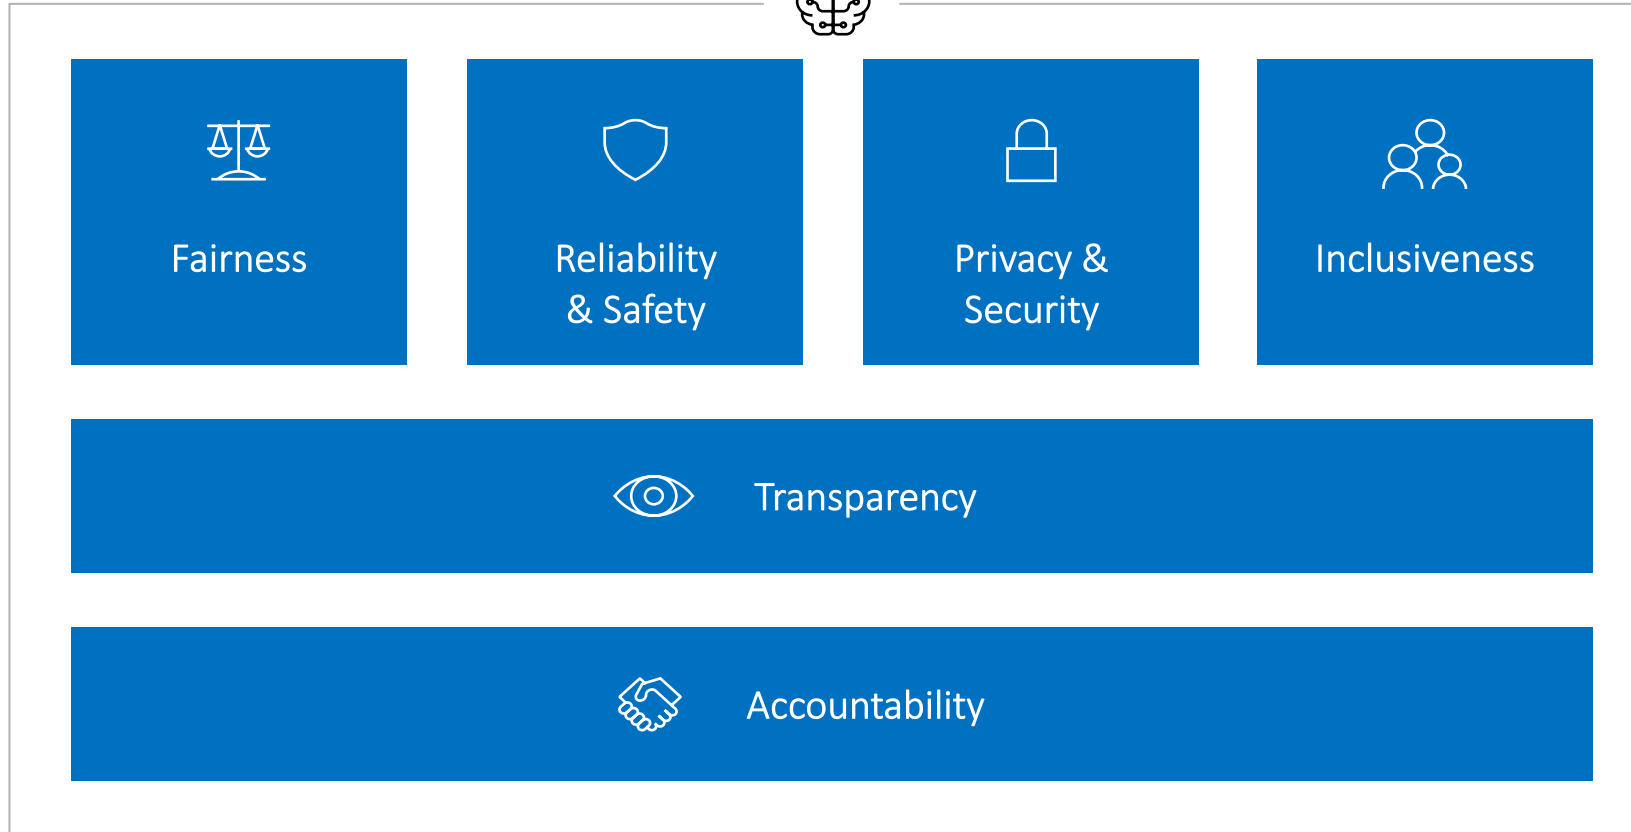 Fairness
Reliability
& Safety
Privacy &
Security
Inclusiveness
Transparency
Accountability